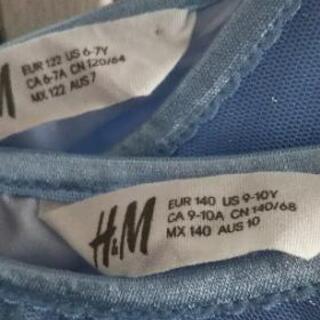 EUR 122 US 6-7Y
CA 6-7A CN 120/64
MX 122 AUS 7
H&M
EUR 140 US 9-10Y
CA 9-10A CN 140/68
MX 140 AUS 10